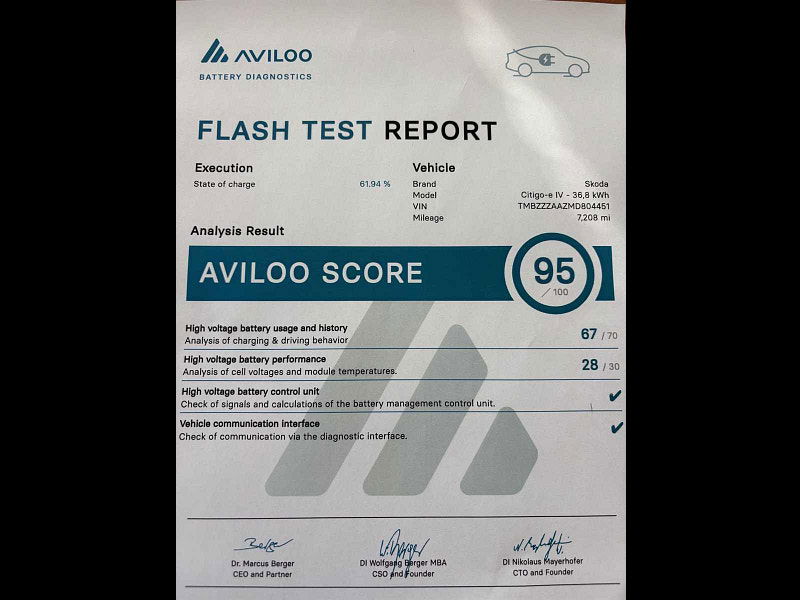 AVILOO
BATTERY DIAGNOSTICS
FLASH TEST REPORT
Execution
State of charge 61.94 %
Vehicle
Brand Skoda
Model Citigo-e IV - 36,8 kWh
VIN TMBZZZAAZMD804451
Mileage 7,208 mi
Analysis Result
AVILOO SCORE 95 / 100
High voltage battery usage and history
Analysis of charging & driving behavior 67 / 70
High voltage battery performance
Analysis of cell voltages and module temperatures. 28 / 30
High voltage battery control unit
Check of signals and calculations of the battery management control unit. ✔
Vehicle communication interface
Check of communication via the diagnostic interface. ✔
Dr. Marcus Berger
CEO and Partner
DI Wolfgang Berger MBA
CSO and Founder
DI Nikolaus Mayerhofer
CTO and Founder